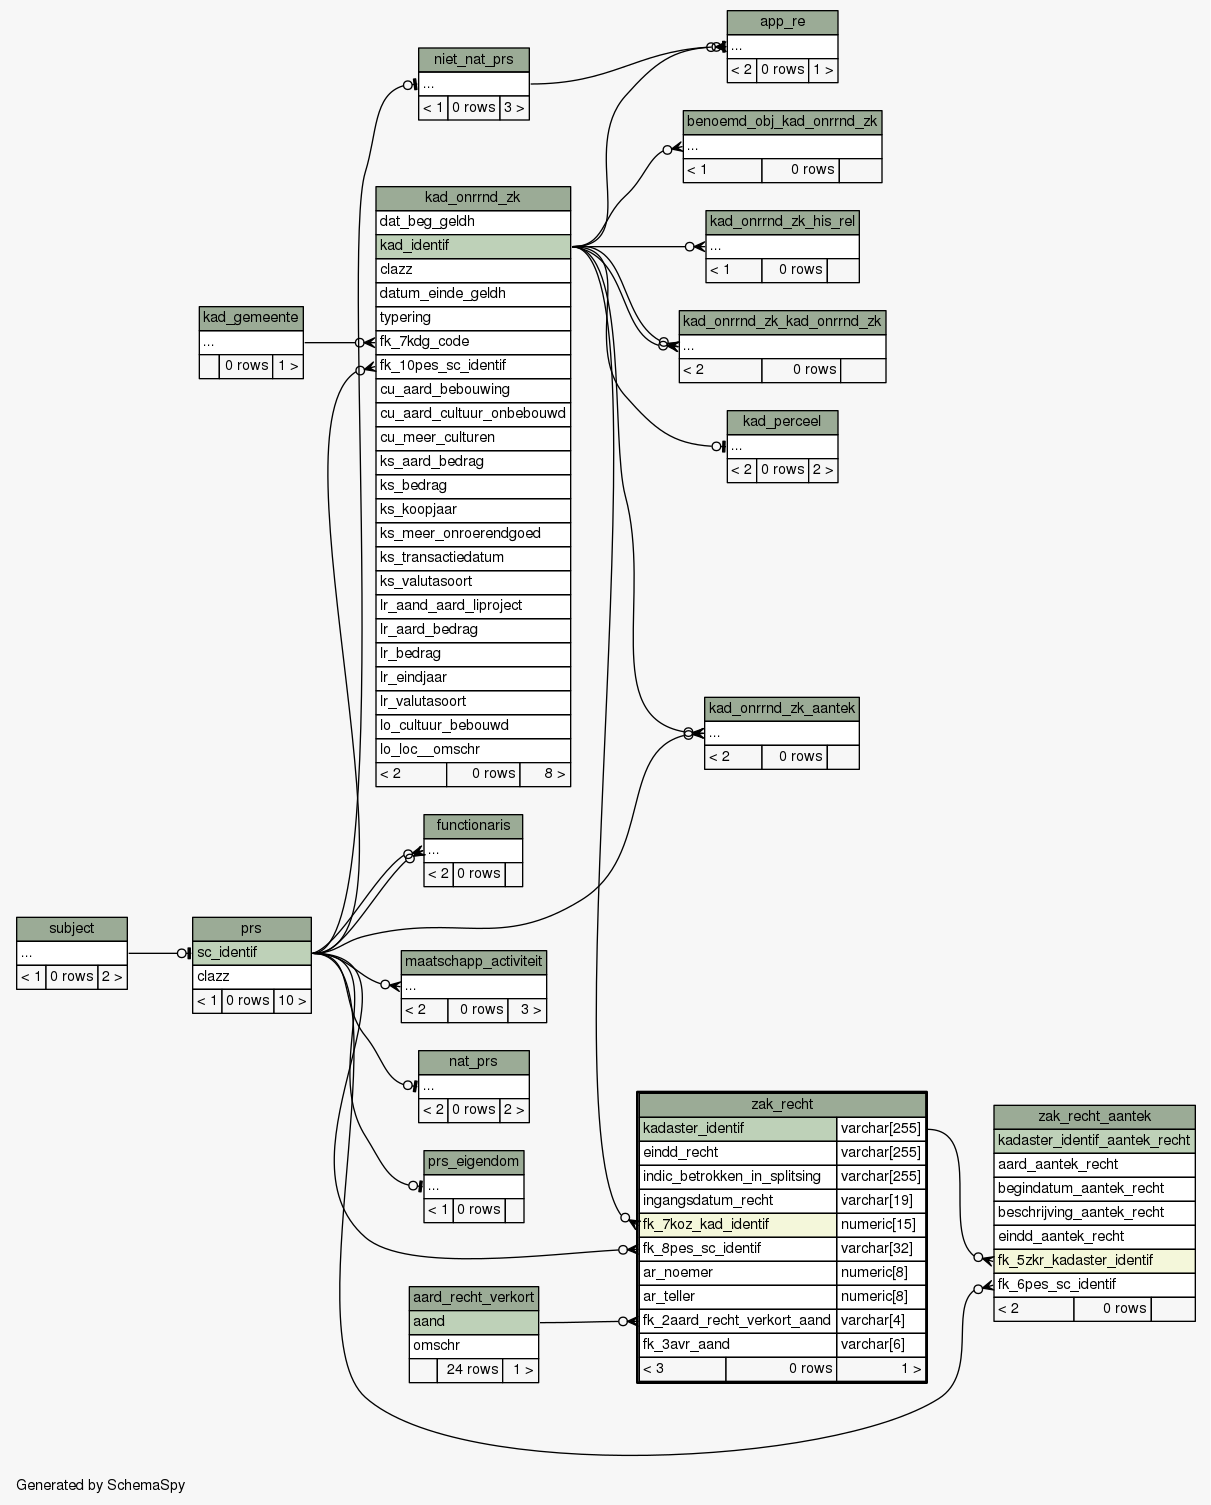 app_re
...
< 2 0 rows 1 >
niet_nat_prs
...
< 1 0 rows 3 >
benoemd_obj_kad_onrrnd_zk
...
< 1 0 rows
kad_onrrnd_zk
dat_beg_geldh
kad_identif
clazz
datum_einde_geldh
typering
fk_7kdg_code
fk_10pes_sc_identif
cu_aard_bebouwing
cu_aard_cultuur_onbebouwd
cu_meer_culturen
ks_aard_bedrag
ks_bedrag
ks_koopjaar
ks_meer_onroerendgoed
ks_transactiedatum
ks_valutasoort
lr_aand_aard_liproject
lr_aard_bedrag
lr_bedrag
lr_eindjaar
lr_valutasoort
lo_cultuur_bebouwd
lo_loc__omschr
< 2 0 rows 8 >
kad_onrrnd_zk_his_rel
...
< 1 0 rows
kad_gemeente
...
0 rows 1 >
kad_onrrnd_zk_kad_onrrnd_zk
...
< 2 0 rows
kad_perceel
...
< 2 0 rows 2 >
kad_onrrnd_zk_aantek
...
< 2 0 rows
functionaris
...
< 2 0 rows
subject
...
< 1 0 rows 2 >
prs
sc_identif
clazz
< 1 0 rows 10 >
maatschapp_activiteit
...
< 2 0 rows 3 >
nat_prs
...
< 2 0 rows 2 >
prs_eigendom
...
< 1 0 rows
zak_recht
kadaster_identif varchar[255]
eindd_recht varchar[255]
indic_betrokken_in_splitsing varchar[255]
ingangsdatum_recht varchar[19]
fk_7koz_kad_identif numeric[15]
fk_8pes_sc_identif varchar[32]
ar_noemer numeric[8]
ar_teller numeric[8]
fk_2aard_recht_verkort_aand varchar[4]
fk_3avr_aand varchar[6]
< 3 0 rows 1 >
zak_recht_aantek
kadaster_identif_aantek_recht
aard_aantek_recht
begindatum_aantek_recht
beschrijving_aantek_recht
eindd_aantek_recht
fk_5zkr_kadaster_identif
fk_6pes_sc_identif
< 2 0 rows
aard_recht_verkort
aand
omschr
24 rows 1 >
Generated by SchemaSpy